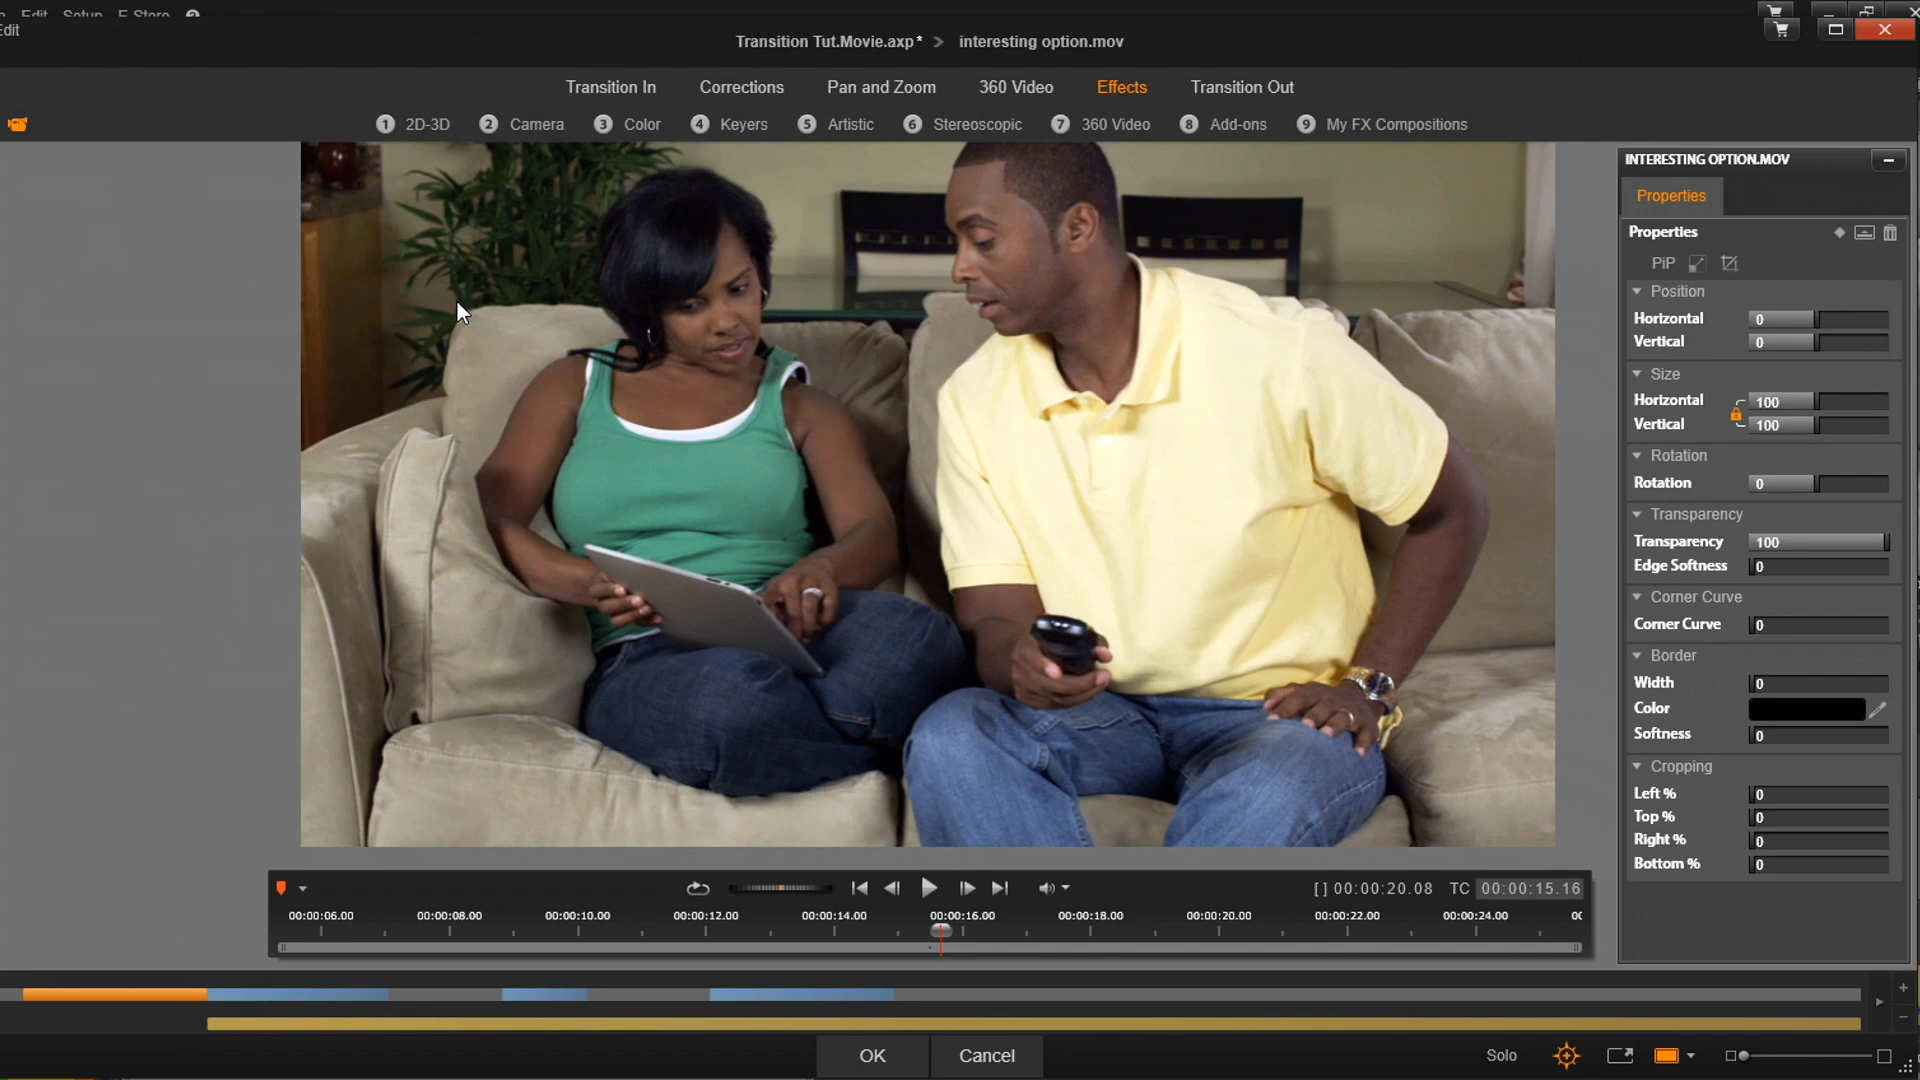 Edit Setup E-Store
Edit
Transition Tut.Movie.axp* > interesting option.mov
Transition In Corrections Pan and Zoom 360 Video Effects Transition Out
1 2D-3D 2 Camera 3 Color 4 Keyers 5 Artistic 6 Stereoscopic 7 360 Video 8 Add-ons 9 My FX Compositions
INTERESTING OPTION.MOV
Properties
Properties
PiP
Position
Horizontal 0
Vertical 0
Size
Horizontal 100
Vertical 100
Rotation
Rotation 0
Transparency
Transparency 100
Edge Softness 0
Corner Curve
Corner Curve 0
Border
Width 0
Color
Softness 0
Cropping
Left % 0
Top % 0
Right % 0
Bottom % 0
[ ] 00:00:20.08 TC 00:00:15.16
00:00:06.00 00:00:08.00 00:00:10.00 00:00:12.00 00:00:14.00 00:00:16.00 00:00:18.00 00:00:20.00 00:00:22.00 00:00:24.00
OK Cancel Solo